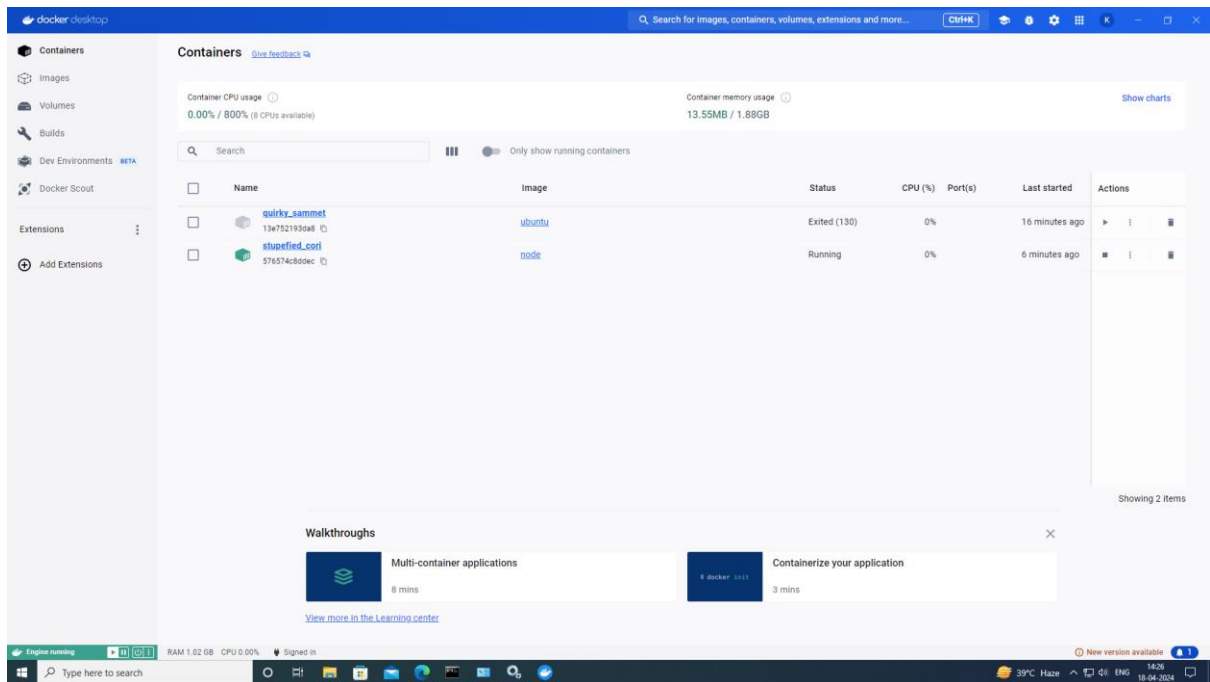 docker desktop
Search for images, containers, volumes, extensions and more...
Ctrl+K
K
Containers
Images
Volumes
Builds
Dev Environments BETA
Docker Scout
Extensions
Add Extensions
Containers Give feedback
Container CPU usage
0.00% / 800% (8 CPUs available)
Container memory usage
13.55MB / 1.88GB
Show charts
Search
Only show running containers
Name Image Status CPU (%) Port(s) Last started Actions
quirky_sammet
13e752193da8
ubuntu Exited (130) 0% 16 minutes ago
stupefied_cori
576574c8ddec
node Running 0% 6 minutes ago
Showing 2 items
Walkthroughs
Multi-container applications
8 mins
$ docker init
Containerize your application
3 mins
View more in the Learning center
Engine running
RAM 1.02 GB CPU 0.00% Signed in
New version available
1
Type here to search
39°C Haze
ENG
14:26
18-04-2024